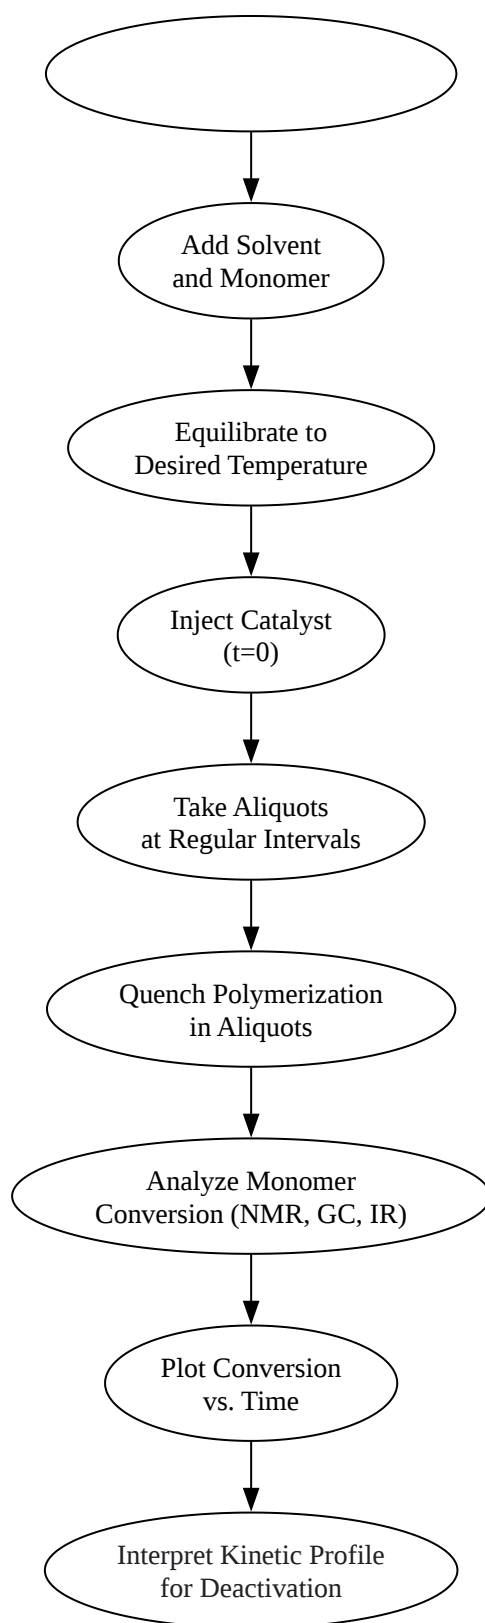 Add Solvent
and Monomer
Equilibrate to
Desired Temperature
Inject Catalyst
(t=0)
Take Aliquots
at Regular Intervals
Quench Polymerization
in Aliquots
Analyze Monomer
Conversion (NMR, GC, IR)
Plot Conversion
vs. Time
Interpret Kinetic Profile
for Deactivation